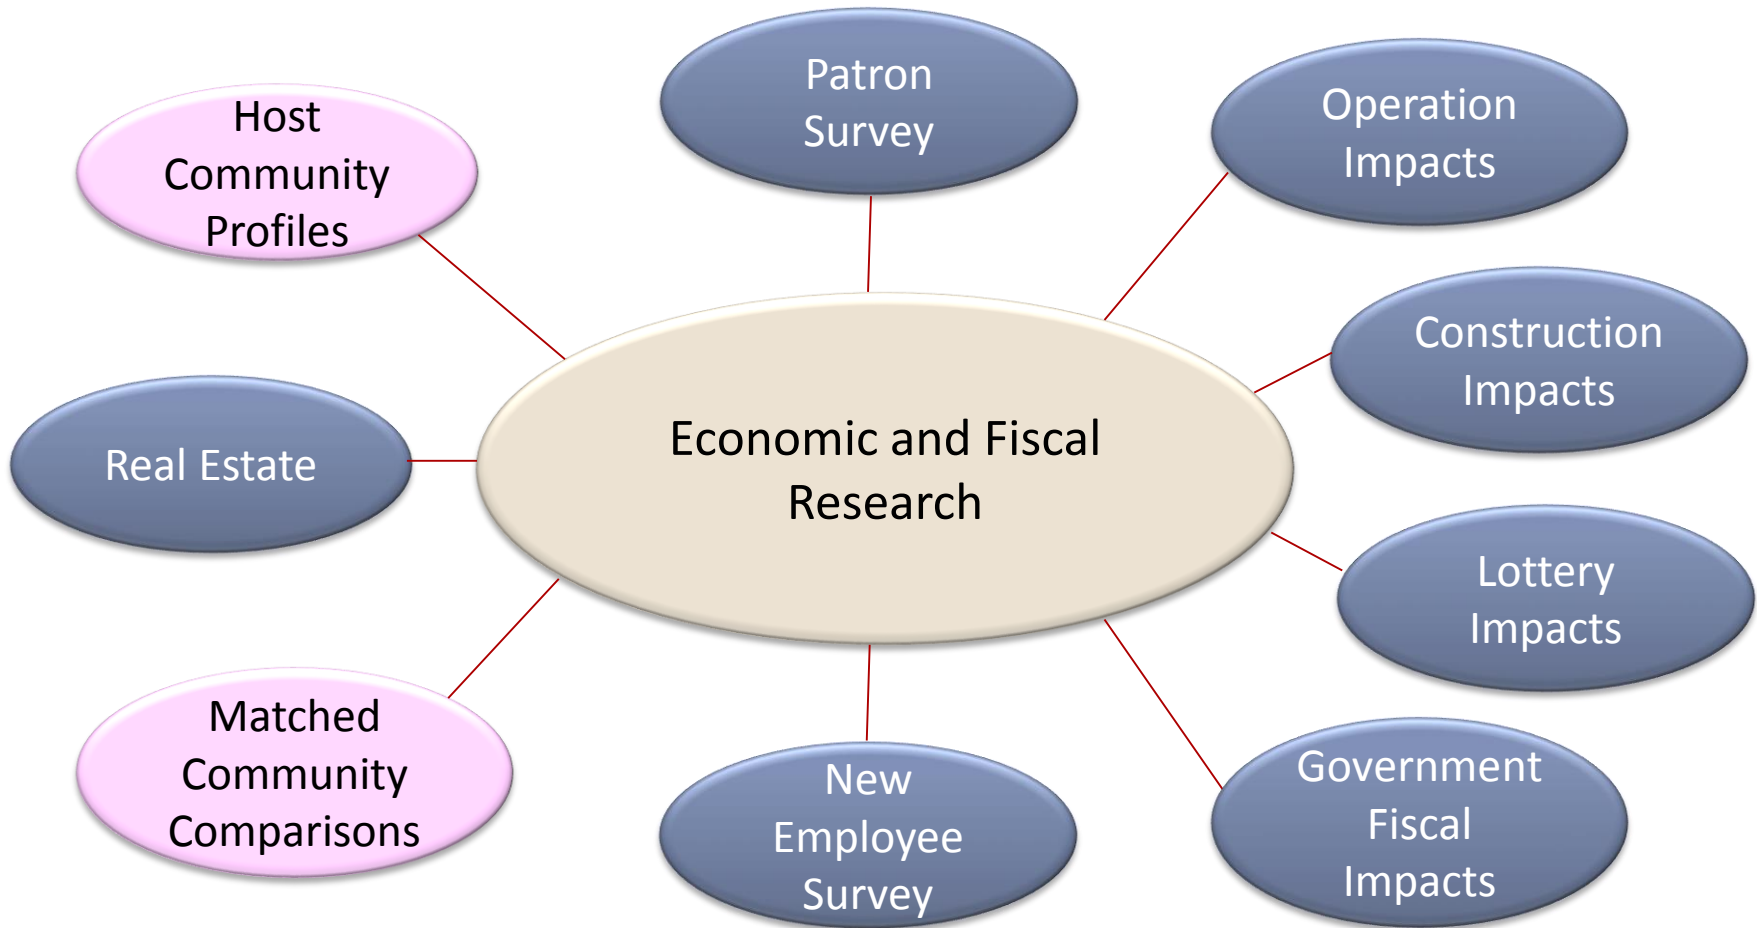 Patron
Survey
Operation
Impacts
Host
Community
Profiles
Construction
Impacts
Real Estate
Economic and Fiscal
Research
Lottery
Impacts
Matched
Community
Comparisons
New
Employee
Survey
Government
Fiscal
Impacts